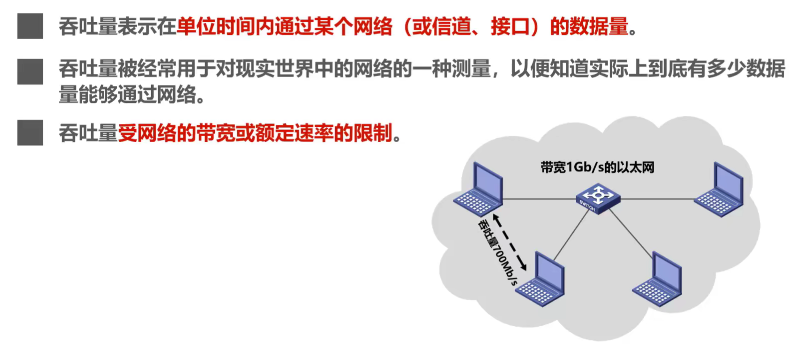 吞吐量表示在单位时间内通过某个网络（或信道、接口）的数据量。
吞吐量被经常用于对现实世界中的网络的一种测量，以便知道实际上到底有多少数据
量能够通过网络。
吞吐量受网络的带宽或额定速率的限制。
带宽1Gb/s的以太网
吞吐量700Mb/s